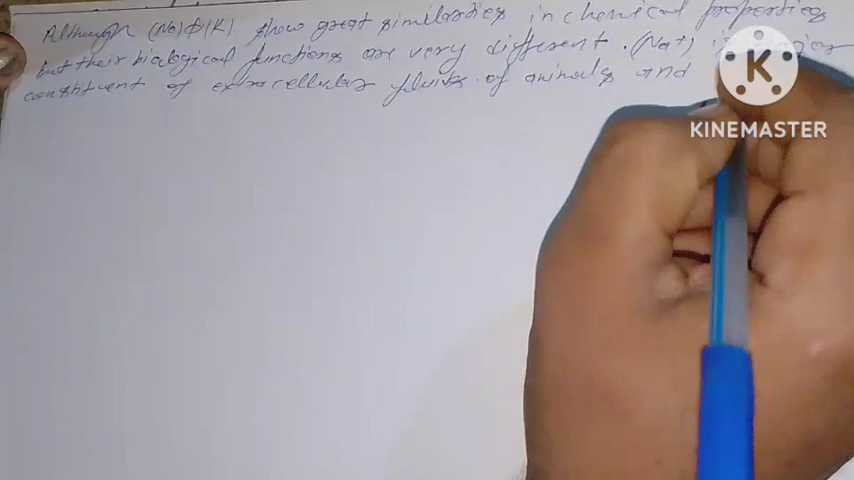 Although (Na) & (K) show great similarities in chemical properties
but their biological functions are very different. (Na+) is
constituent of extracellular fluids of animals and
K
KINEMASTER